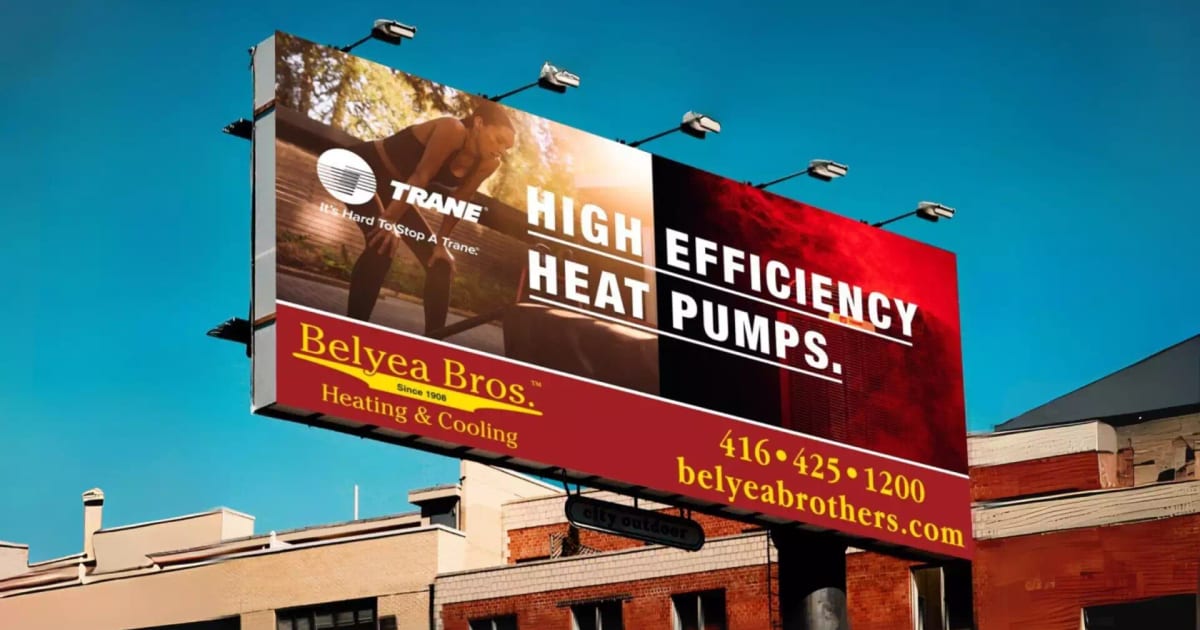 TRANE®
It's Hard To Stop A Trane.
HIGH EFFICIENCY
HEAT PUMPS.
Belyea Bros.™
Since 1908
Heating & Cooling
416•425•1200
belyeabrothers.com
city outdoor